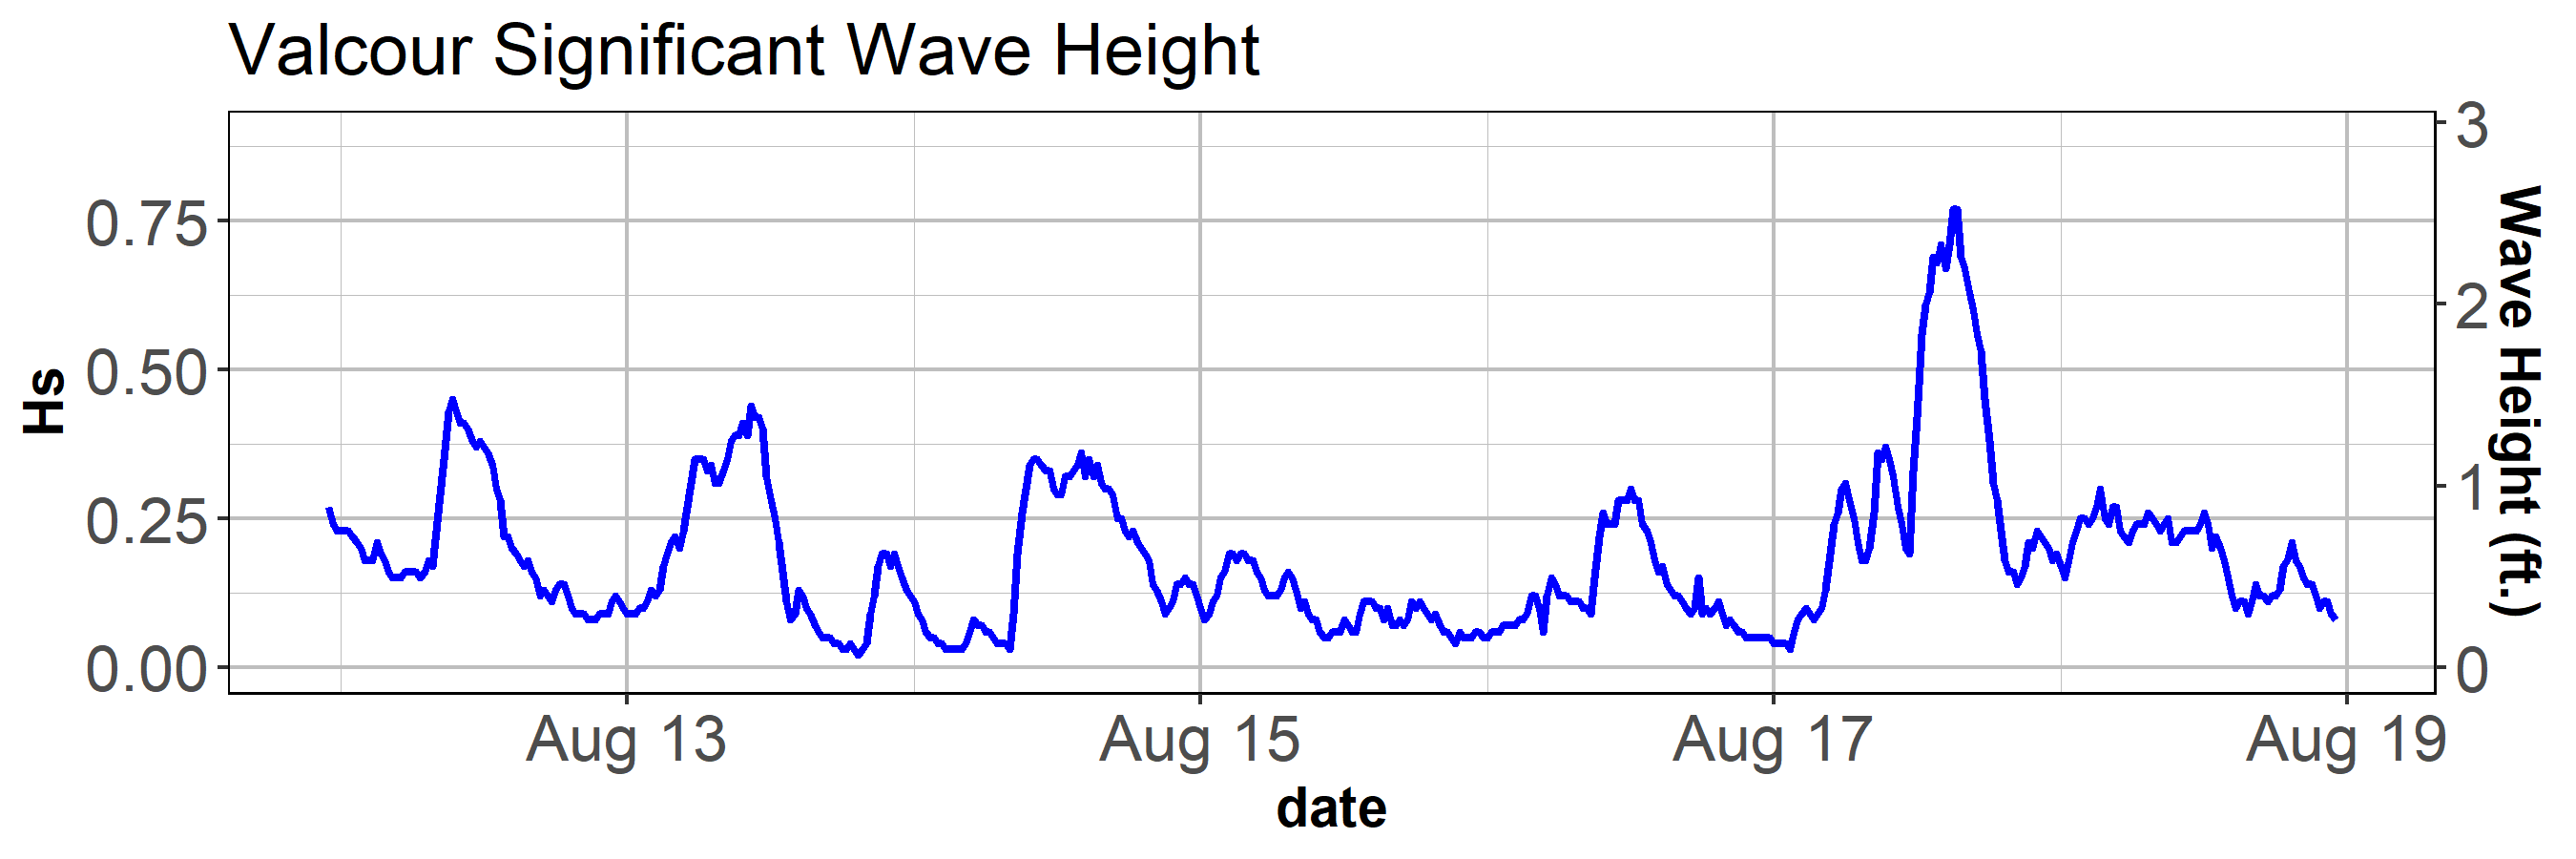 Valcour Significant Wave Height
Hs
0.75
0.50
0.25
0.00
3
2
1
0
Wave Height (ft.)
Aug 13
Aug 15
Aug 17
Aug 19
date